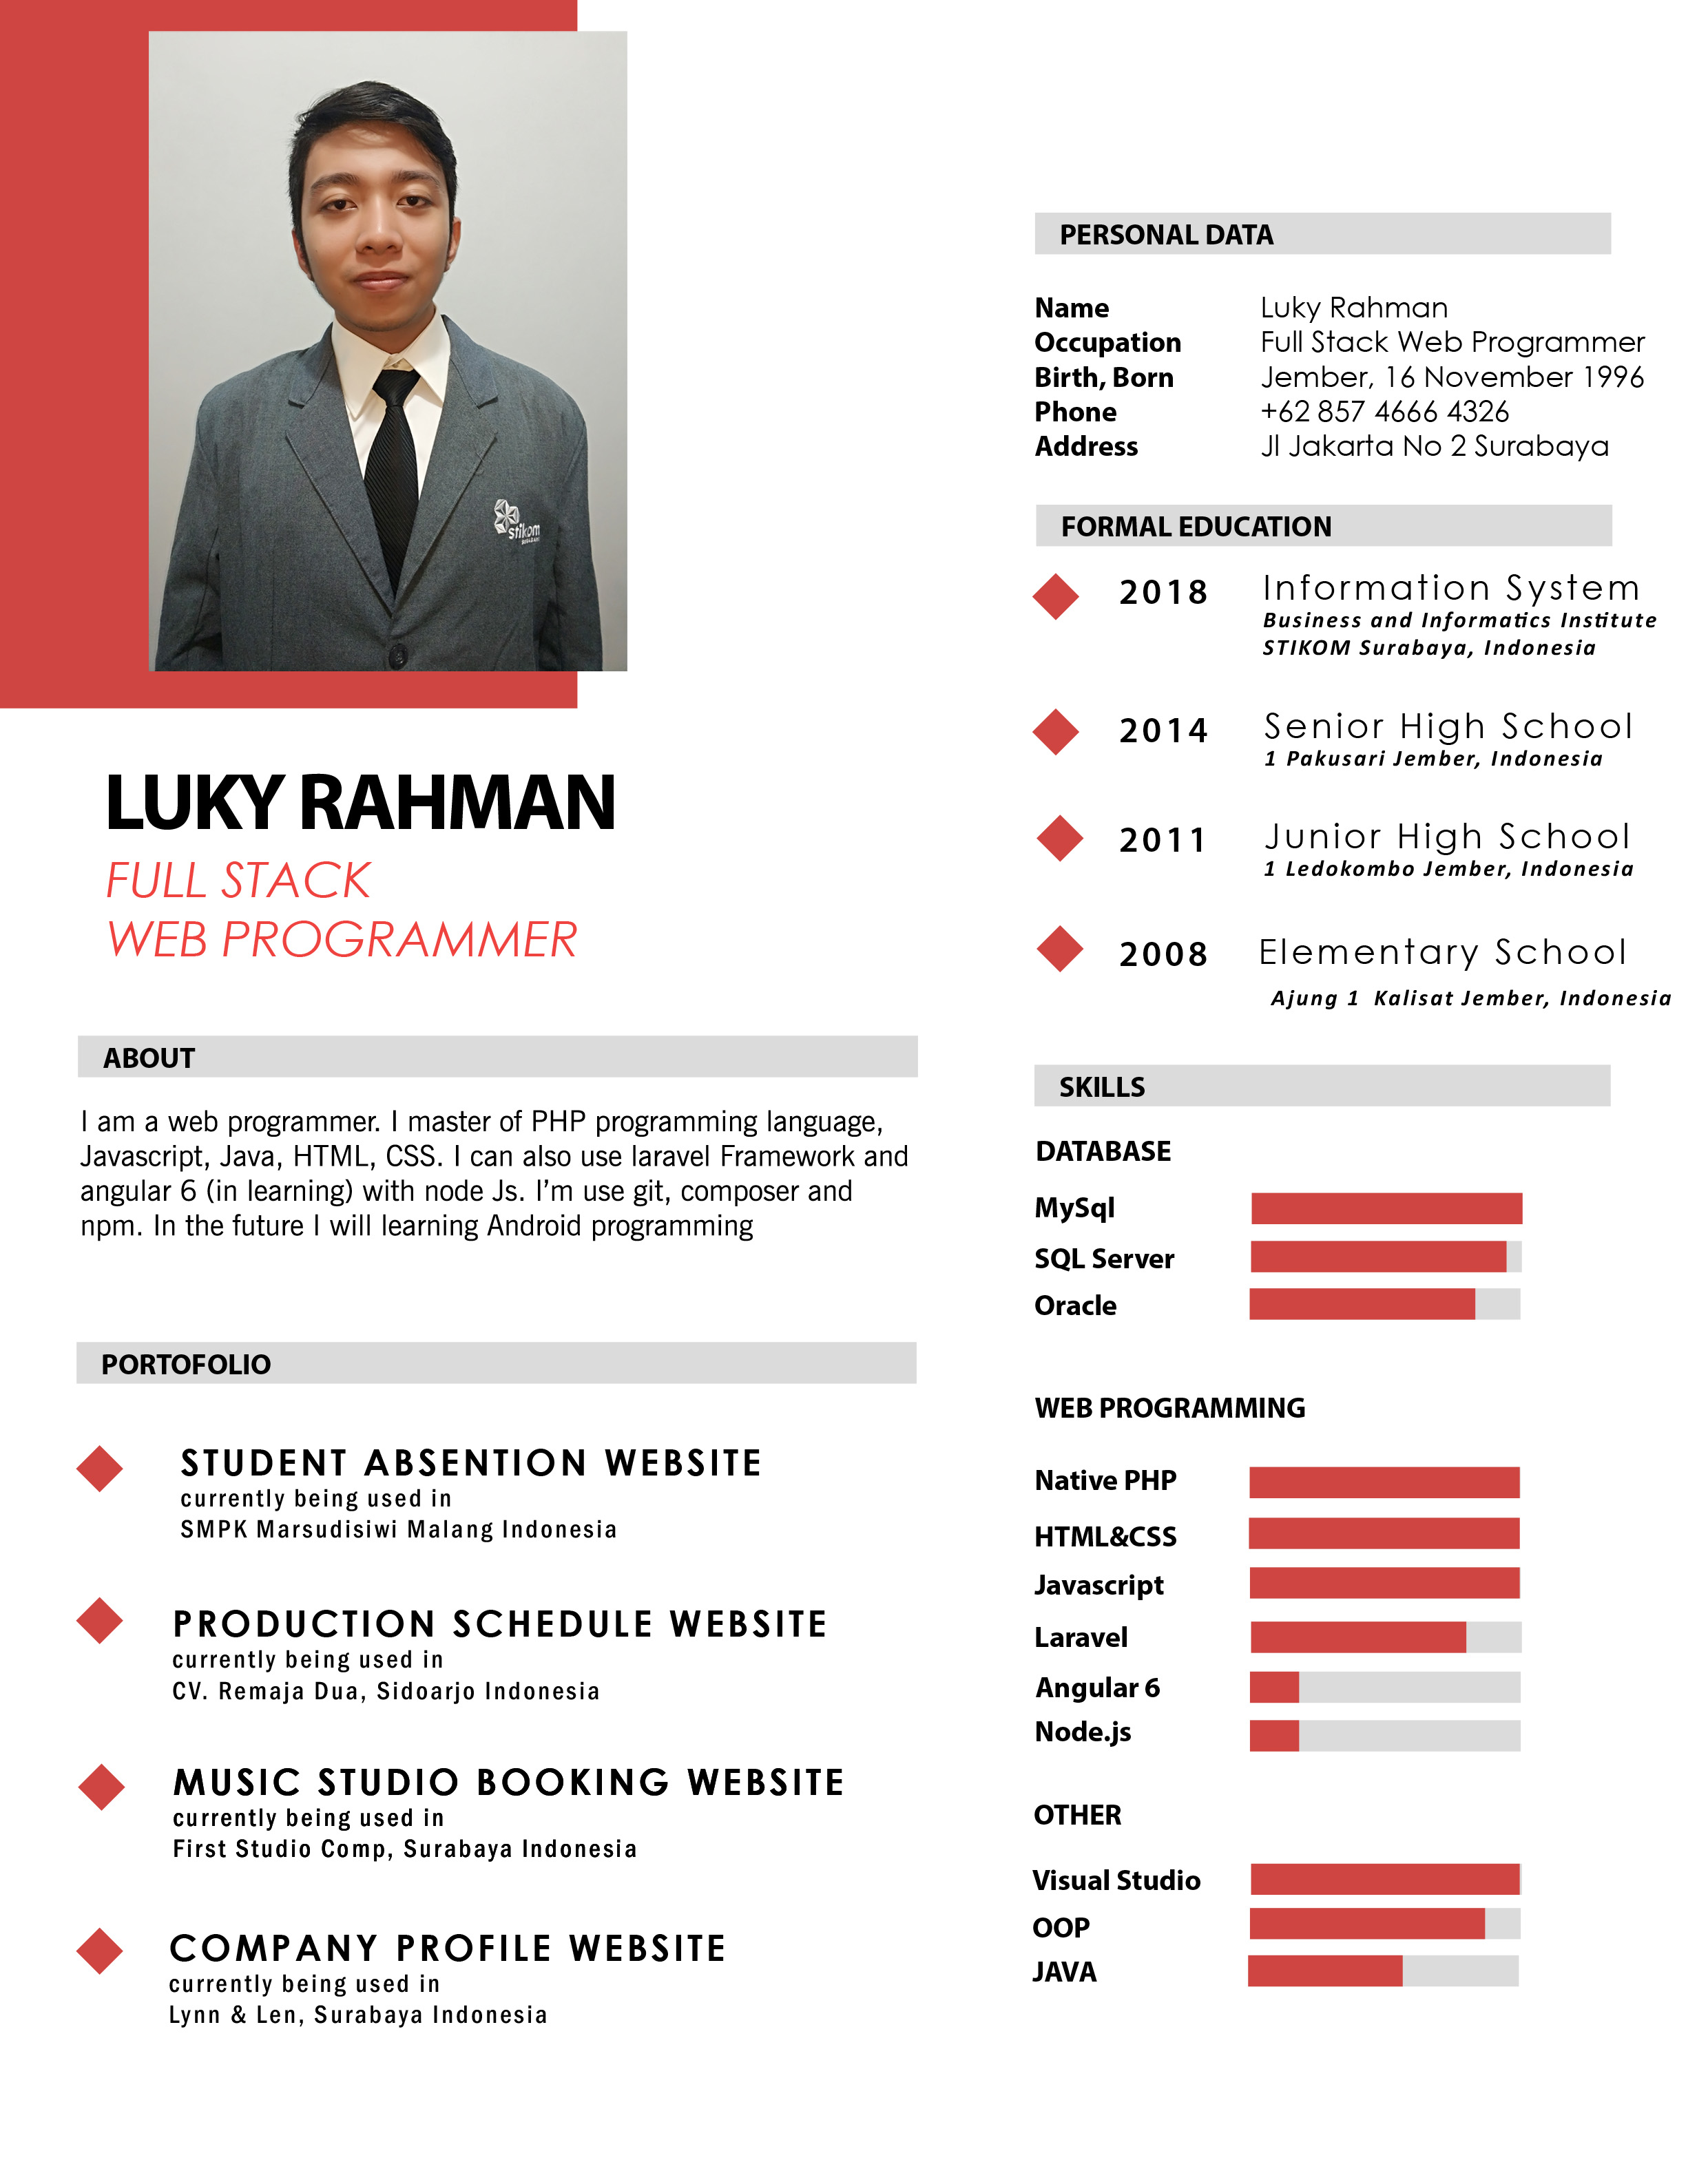 stikom
LUKY RAHMAN
FULL STACK
WEB PROGRAMMER
ABOUT
I am a web programmer. I master of PHP programming language,
Javascript, Java, HTML, CSS. I can also use laravel Framework and
angular 6 (in learning) with node Js. I’m use git, composer and
npm. In the future I will learning Android programming
PORTOFOLIO
STUDENT ABSENTION WEBSITE
currently being used in
SMPK Marsudisiwi Malang Indonesia
PRODUCTION SCHEDULE WEBSITE
currently being used in
CV. Remaja Dua, Sidoarjo Indonesia
MUSIC STUDIO BOOKING WEBSITE
currently being used in
First Studio Comp, Surabaya Indonesia
COMPANY PROFILE WEBSITE
currently being used in
Lynn & Len, Surabaya Indonesia
PERSONAL DATA
Name Luky Rahman
Occupation Full Stack Web Programmer
Birth, Born Jember, 16 November 1996
Phone +62 857 4666 4326
Address Jl Jakarta No 2 Surabaya
FORMAL EDUCATION
2018 Information System
Business and Informatics Institute
STIKOM Surabaya, Indonesia
2014 Senior High School
1 Pakusari Jember, Indonesia
2011 Junior High School
1 Ledokombo Jember, Indonesia
2008 Elementary School
Ajung 1 Kalisat Jember, Indonesia
SKILLS
DATABASE
MySql
SQL Server
Oracle
WEB PROGRAMMING
Native PHP
HTML&CSS
Javascript
Laravel
Angular 6
Node.js
OTHER
Visual Studio
OOP
JAVA